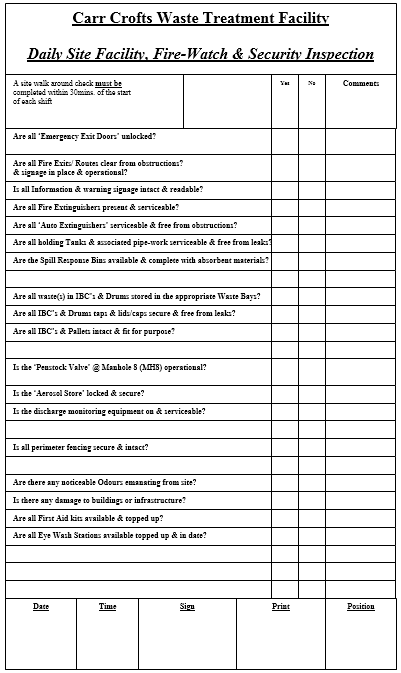 Carr Crofts Waste Treatment Facility
Daily Site Facility, Fire-Watch & Security Inspection
A site walk around check must be
completed within 30mins. of the start
of each shift
Yes
No
Comments
Are all 'Emergency Exit Doors' unlocked?
Are all Fire Exits/ Routes clear from obstructions?
& signage in place & operational?
Is all Information & warning signage intact & readable?
Are all Fire Extinguishers present & serviceable?
Are all 'Auto Extinguishers' serviceable & free from obstructions?
Are all holding Tanks & associated pipe-work serviceable & free from leaks?
Are the Spill Response Bins available & complete with absorbent materials?
Are all waste(s) in IBC's & Drums stored in the appropriate Waste Bays?
Are all IBC's & Drums taps & lids/caps secure & free from leaks?
Are all IBC's & Pallets intact & fit for purpose?
Is the 'Penstock Valve' @ Manhole 8 (MH8) operational?
Is the 'Aerosol Store' locked & secure?
Is the discharge monitoring equipment on & serviceable?
Is all perimeter fencing secure & intact?
Are there any noticeable Odours emanating from site?
Is there any damage to buildings or infrastructure?
Are all First Aid kits available & topped up?
Are all Eye Wash Stations available topped up & in date?
Date
Time
Sign
Print
Position